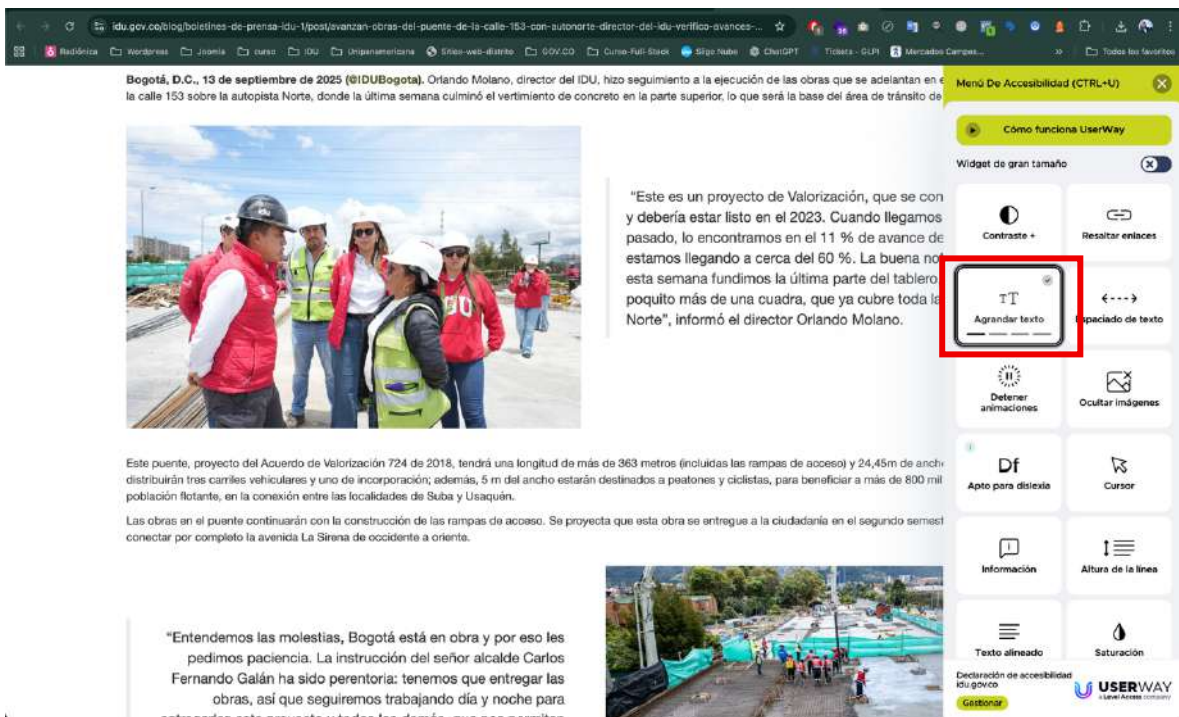 idu.gov.co/blog/boletines-de-prensa-idu-1/post/avanzan-obras-del-puente-de-la-calle-153-con-autonorte-director-del-idu-verifico-avances-...
Radiónica Wordpress Joomla curso IDU Unipanamericana Sitios-web-distrito GOV.CO Curso-Full-Stack Sirge Nube ChatGPT Tickets - GLPI Mercados Campes... Todos los favoritos
Bogotá, D.C., 13 de septiembre de 2025 (@IDUBogota). Orlando Molano, director del IDU, hizo seguimiento a la ejecución de las obras que se adelantan en e
la calle 153 sobre la autopista Norte, donde la última semana culminó el vertimiento de concreto en la parte superior, lo que será la base del área de tránsito de
"Este es un proyecto de Valorización, que se con
y debería estar listo en el 2023. Cuando llegamos
pasado, lo encontramos en el 11 % de avance de
estamos llegando a cerca del 60 %. La buena not
esta semana fundimos la última parte del tablero
poquito más de una cuadra, que ya cubre toda la
Norte", informó el director Orlando Molano.
Este puente, proyecto del Acuerdo de Valorización 724 de 2018, tendrá una longitud de más de 363 metros (incluidas las rampas de acceso) y 24,45m de ancho
distribuirán tres carriles vehiculares y uno de incorporación; además, 5 m del ancho estarán destinados a peatones y ciclistas, para beneficiar a más de 800 mil
población flotante, en la conexión entre las localidades de Suba y Usaquén.
Las obras en el puente continuarán con la construcción de las rampas de acceso. Se proyecta que esta obra se entregue a la ciudadanía en el segundo semest
conectar por completo la avenida La Sirena de occidente a oriente.
"Entendemos las molestias, Bogotá está en obra y por eso les
pedimos paciencia. La instrucción del señor alcalde Carlos
Fernando Galán ha sido perentoria: tenemos que entregar las
obras, así que seguiremos trabajando día y noche para
Menú De Accesibilidad (CTRL+U)
Cómo funciona UserWay
Widget de gran tamaño
Contraste +
Resaltar enlaces
Agrandar texto
Espaciado de texto
Detener
animaciones
Ocultar imágenes
Df
Apto para dislexia
Cursor
Información
Altura de la línea
Texto alineado
Saturación
Declaración de accesibilidad
idu.gov.co
Gestionar
USERWAY